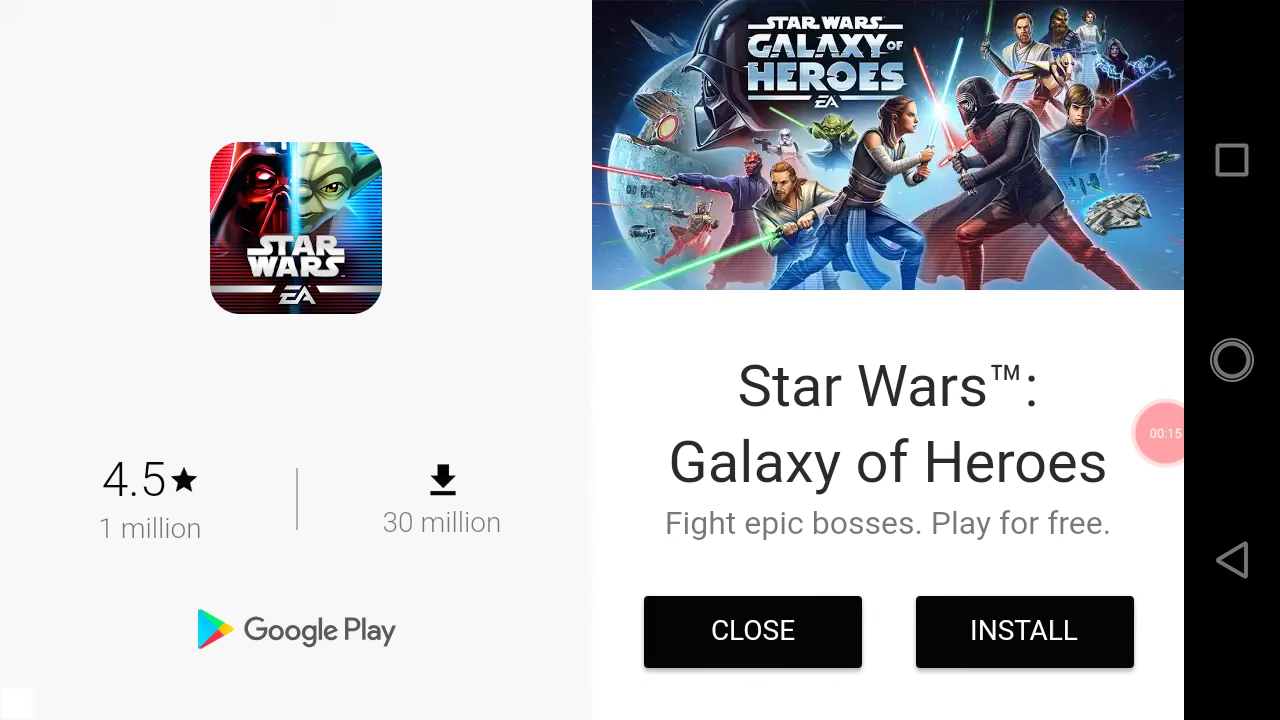 STAR WARS
GALAXY OF
HEROES
EA
STAR
WARS
EA
4.5
1 million
30 million
Google Play
Star Wars™:
Galaxy of Heroes
Fight epic bosses. Play for free.
CLOSE
INSTALL
00:15